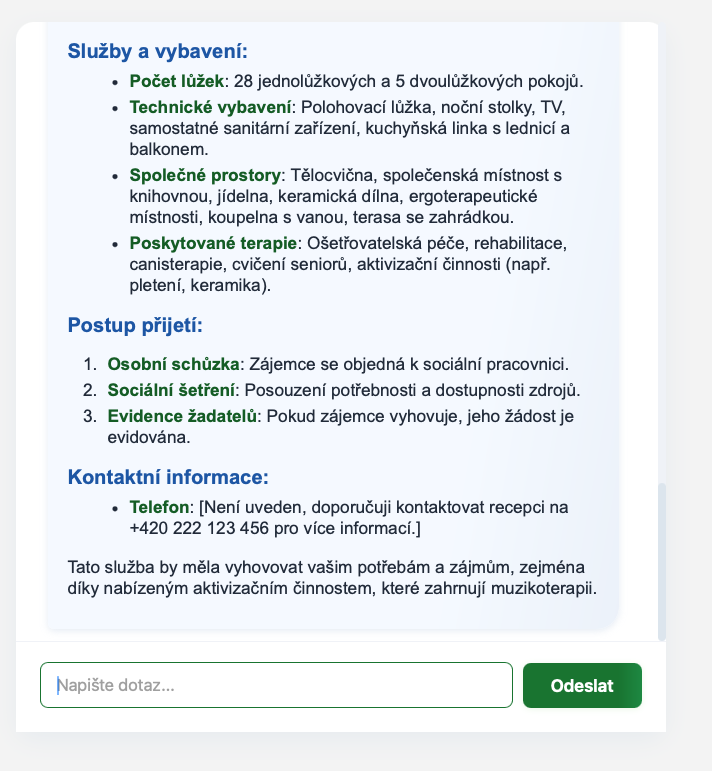 Služby a vybavení:
• Počet lůžek: 28 jednolůžkových a 5 dvoulůžkových pokojů.
• Technické vybavení: Polohovací lůžka, noční stolky, TV,
samostatné sanitární zařízení, kuchyňská linka s lednicí a
balkonem.
• Společné prostory: Tělocvična, společenská místnost s
knihovnou, jídelna, keramická dílna, ergoterapeutické
místnosti, koupelna s vanou, terasa se zahrádkou.
• Poskytované terapie: Ošetřovatelská péče, rehabilitace,
canisterapie, cvičení seniorů, aktivizační činnosti (např.
pletení, keramika).
Postup přijetí:
1. Osobní schůzka: Zájemce se objedná k sociální pracovnici.
2. Sociální šetření: Posouzení potřebnosti a dostupnosti zdrojů.
3. Evidence žadatelů: Pokud zájemce vyhovuje, jeho žádost je
evidována.
Kontaktní informace:
• Telefon: [Není uveden, doporučuji kontaktovat recepci na
+420 222 123 456 pro více informací.]
Tato služba by měla vyhovovat vašim potřebám a zájmům, zejména
díky nabízeným aktivizačním činnostem, které zahrnují muzikoterapii.
Napište dotaz...
Odeslat